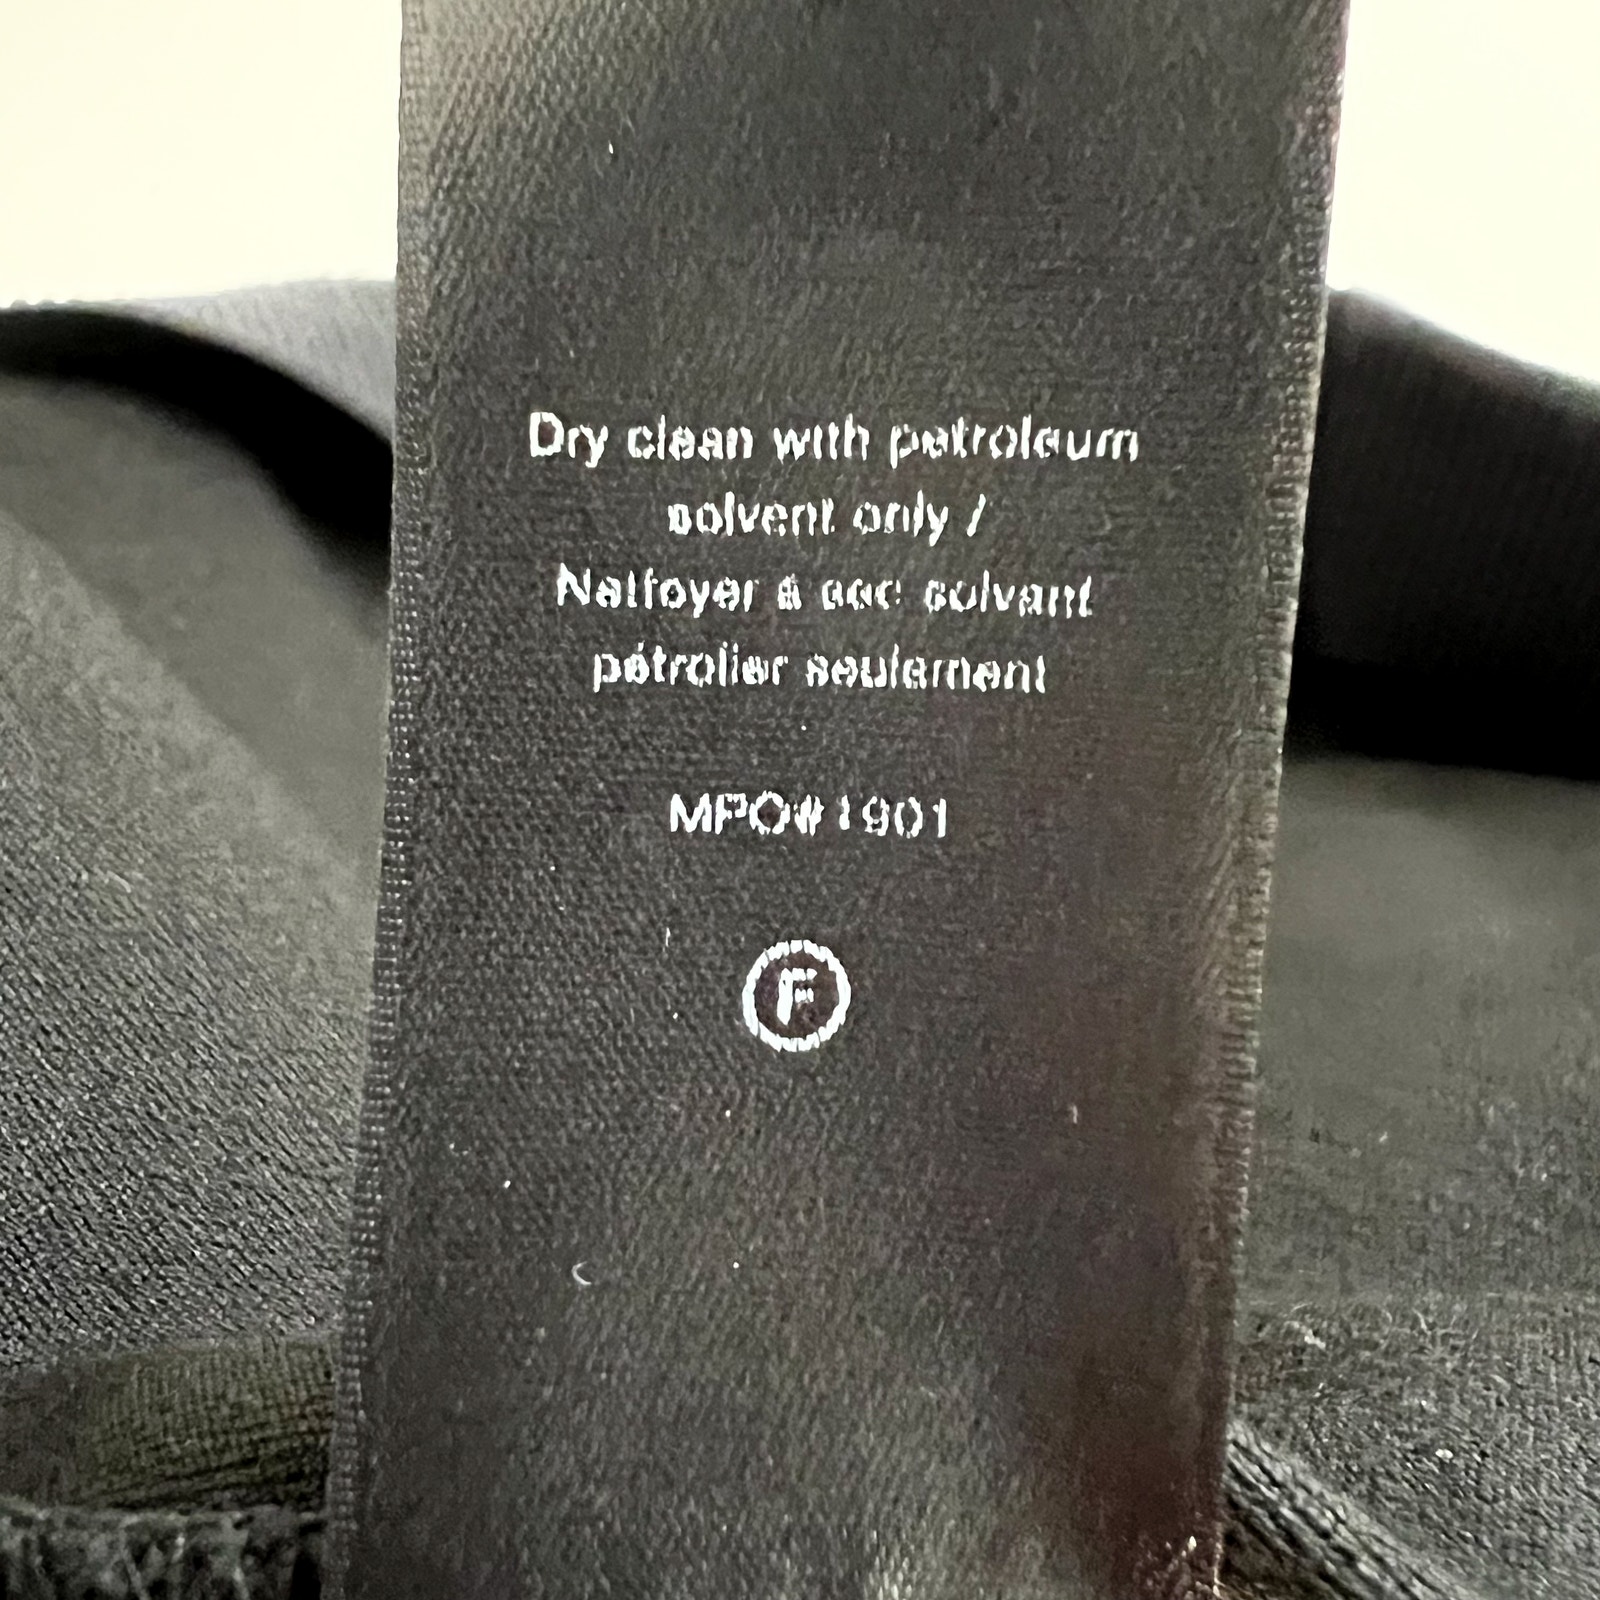 Dry clean with petroleum
solvent only /
Nettoyer à sec: solvant
pétrolier seulement
MPO#1901
F